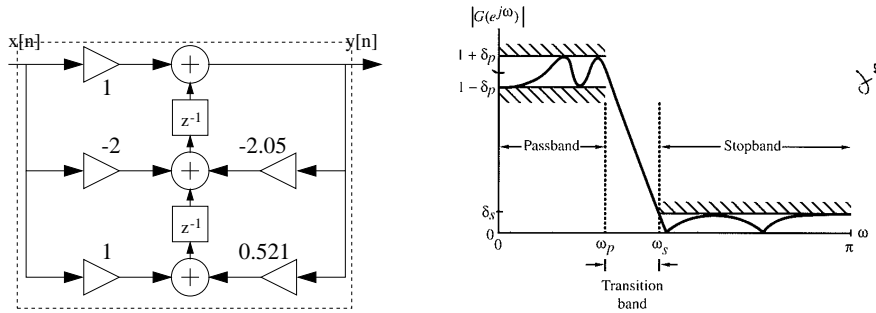 x[n]
y[n]
1
z-1
-2
-2.05
z-1
1
0.521
|G(e^jω)|
1 + δp
1 − δp
Passband
Stopband
δs
0
0
ωp
ωs
π
ω
Transition
band